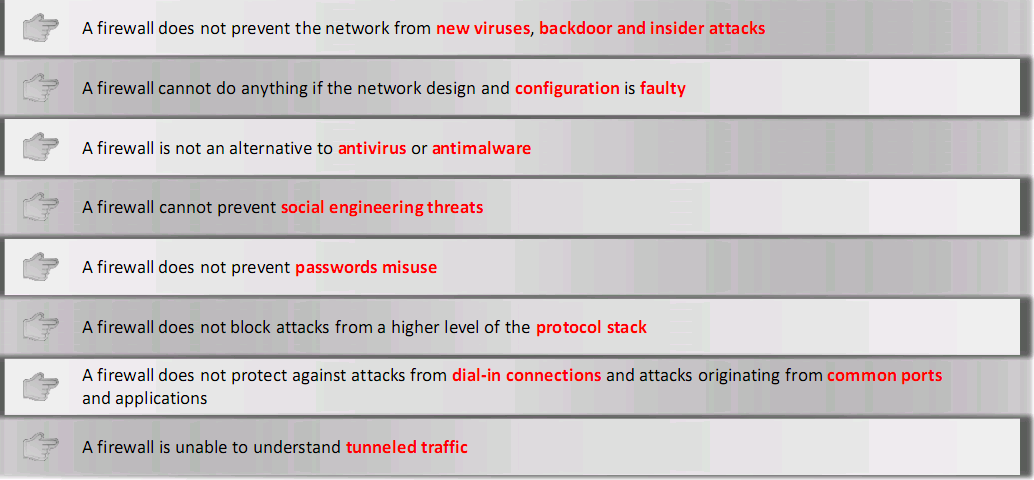 A firewall does not prevent the network from new viruses, backdoor and insider attacks
A firewall cannot do anything if the network design and configuration is faulty
A firewall is not an alternative to antivirus or antimalware
A firewall cannot prevent social engineering threats
A firewall does not prevent passwords misuse
A firewall does not block attacks from a higher level of the protocol stack
A firewall does not protect against attacks from dial-in connections and attacks originating from common ports
and applications
A firewall is unable to understand tunneled traffic